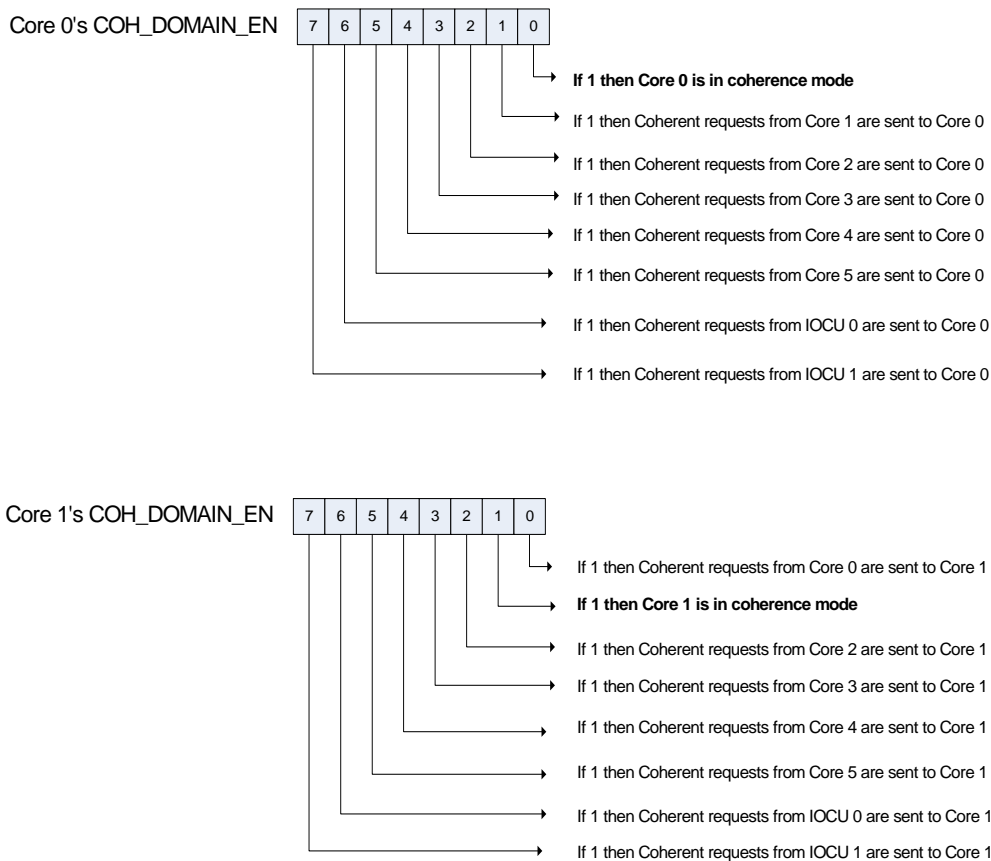 Core 0's COH_DOMAIN_EN 7 6 5 4 3 2 1 0
If 1 then Core 0 is in coherence mode
If 1 then Coherent requests from Core 1 are sent to Core 0
If 1 then Coherent requests from Core 2 are sent to Core 0
If 1 then Coherent requests from Core 3 are sent to Core 0
If 1 then Coherent requests from Core 4 are sent to Core 0
If 1 then Coherent requests from Core 5 are sent to Core 0
If 1 then Coherent requests from IOCU 0 are sent to Core 0
If 1 then Coherent requests from IOCU 1 are sent to Core 0
Core 1's COH_DOMAIN_EN 7 6 5 4 3 2 1 0
If 1 then Coherent requests from Core 0 are sent to Core 1
If 1 then Core 1 is in coherence mode
If 1 then Coherent requests from Core 2 are sent to Core 1
If 1 then Coherent requests from Core 3 are sent to Core 1
If 1 then Coherent requests from Core 4 are sent to Core 1
If 1 then Coherent requests from Core 5 are sent to Core 1
If 1 then Coherent requests from IOCU 0 are sent to Core 1
If 1 then Coherent requests from IOCU 1 are sent to Core 1